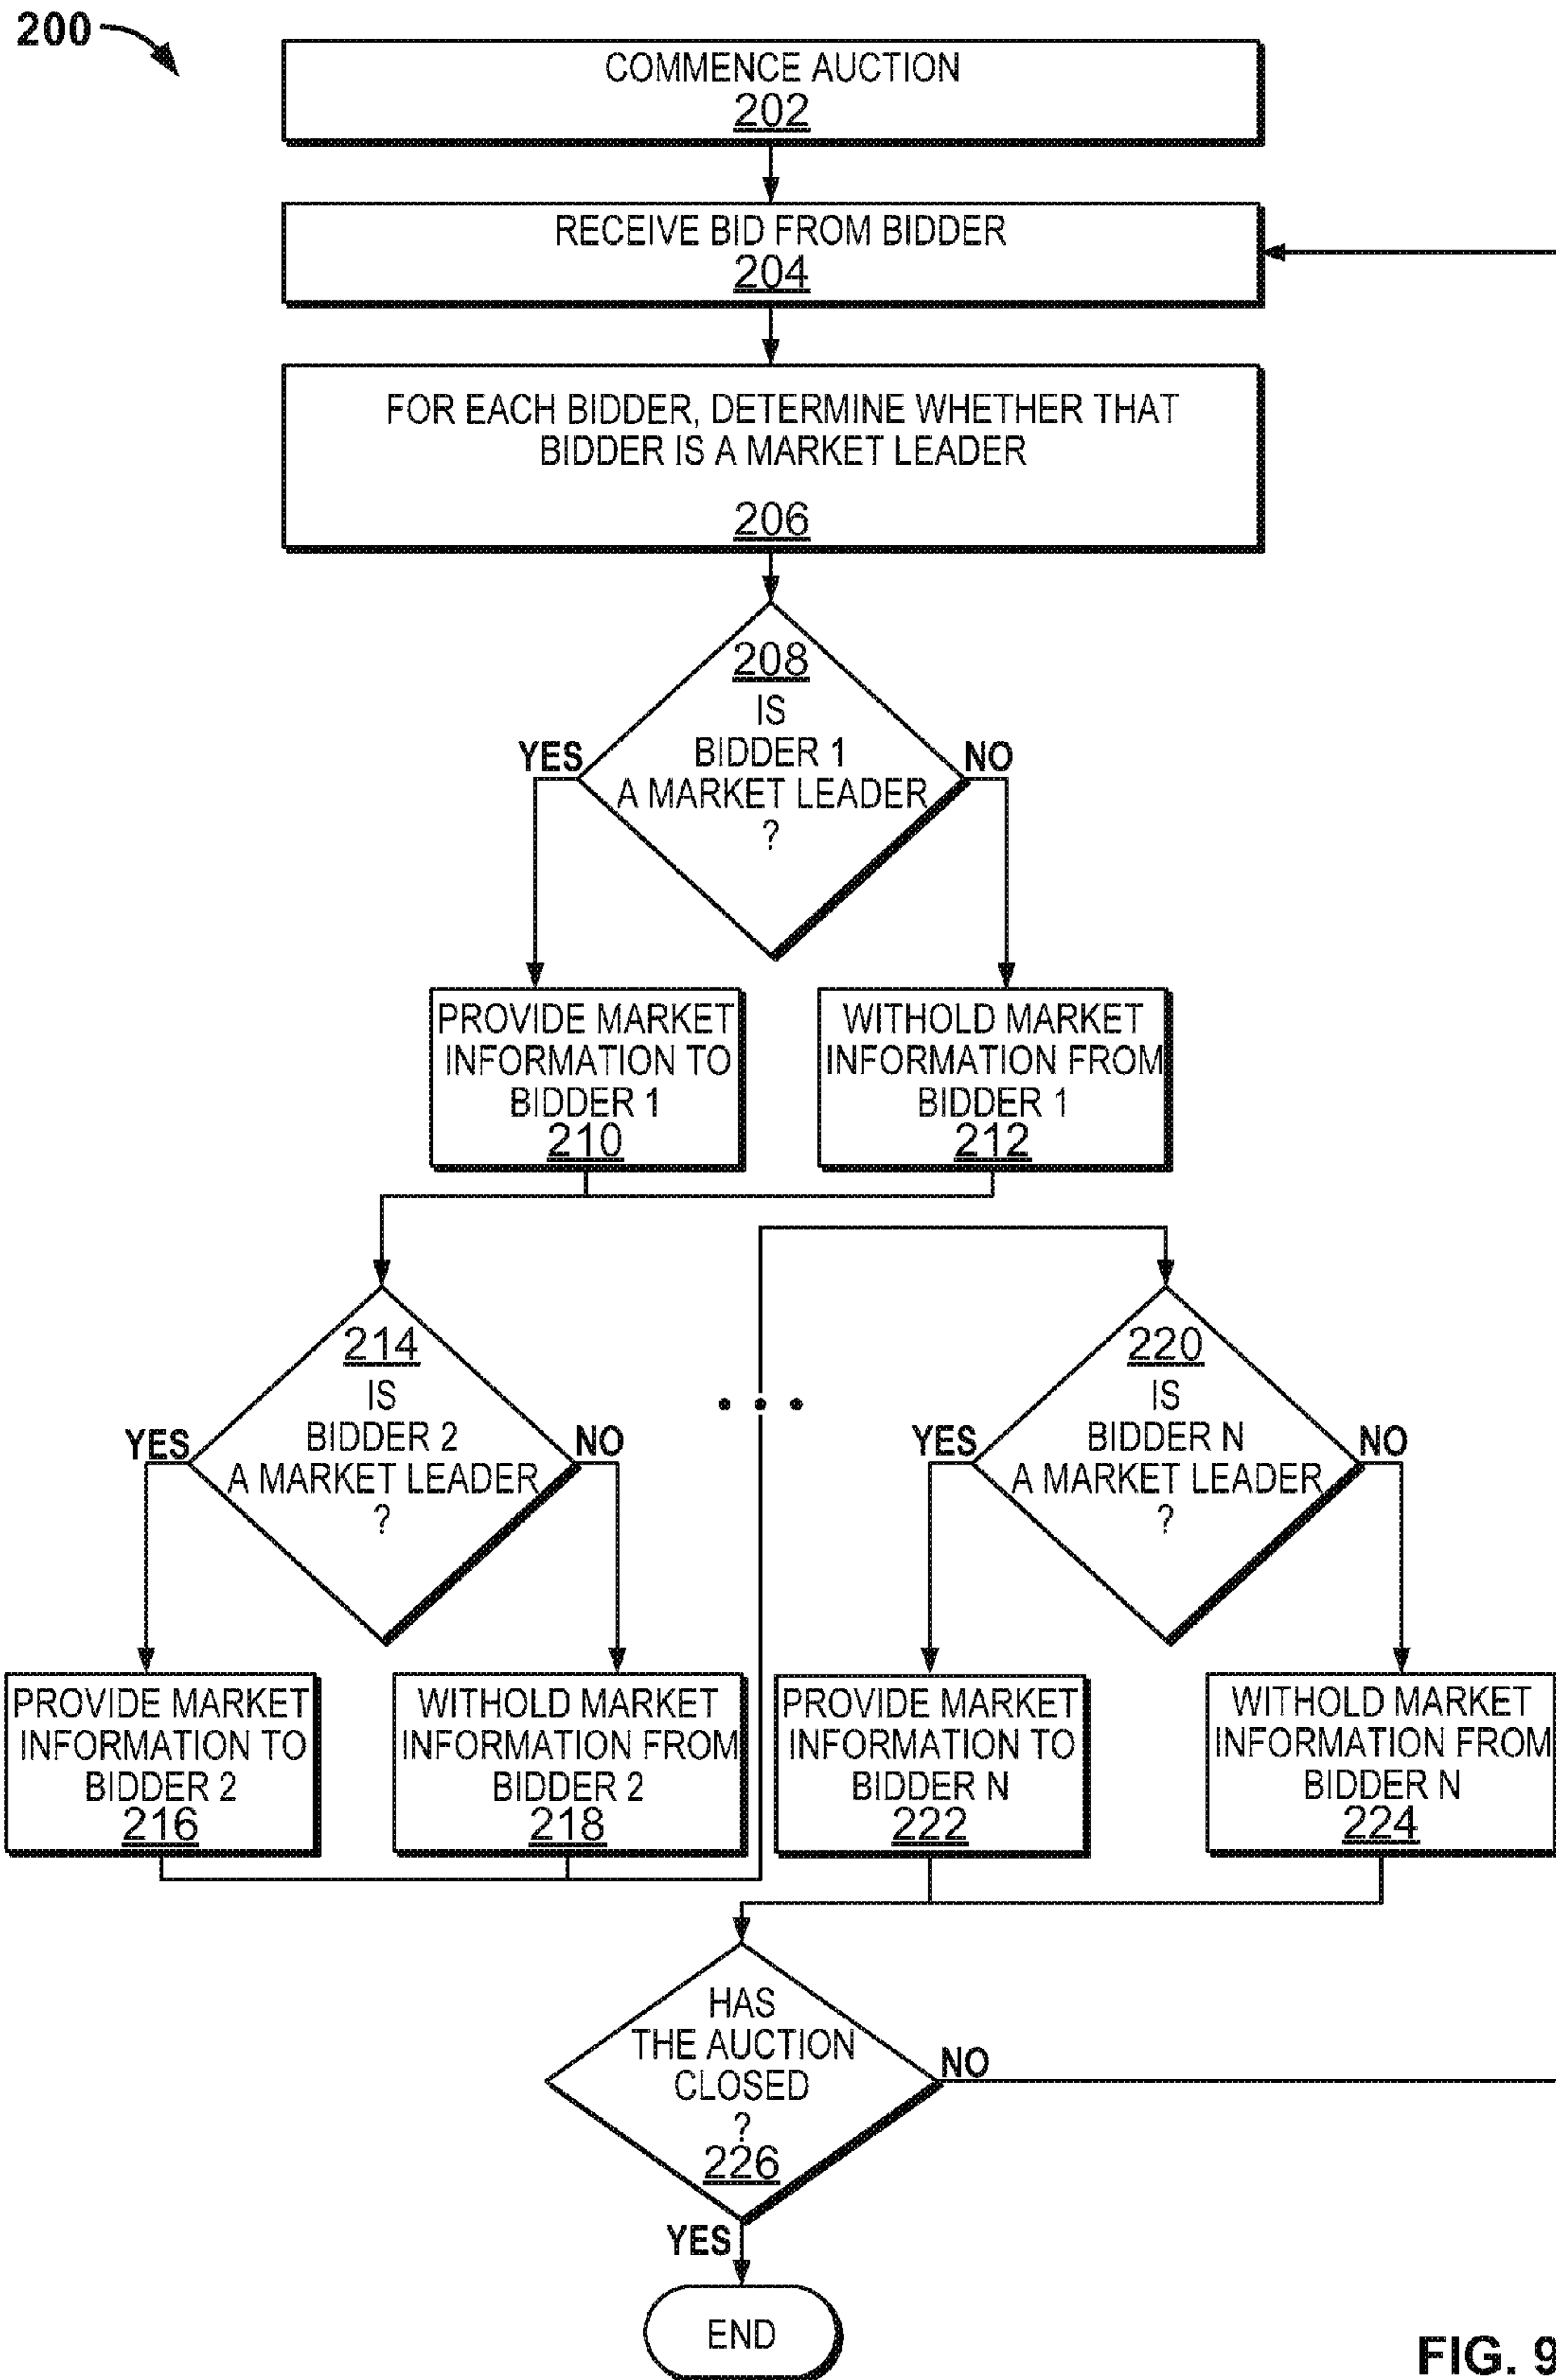 200
COMMENCE AUCTION
202
RECEIVE BID FROM BIDDER
204
FOR EACH BIDDER, DETERMINE WHETHER THAT
BIDDER IS A MARKET LEADER
206
208
IS
BIDDER 1
A MARKET LEADER
?
YES
NO
PROVIDE MARKET
INFORMATION TO
BIDDER 1
210
WITHOLD MARKET
INFORMATION FROM
BIDDER 1
212
214
IS
BIDDER 2
A MARKET LEADER
?
YES
NO
• • •
220
IS
BIDDER N
A MARKET LEADER
?
YES
NO
PROVIDE MARKET
INFORMATION TO
BIDDER 2
216
WITHOLD MARKET
INFORMATION FROM
BIDDER 2
218
PROVIDE MARKET
INFORMATION TO
BIDDER N
222
WITHOLD MARKET
INFORMATION FROM
BIDDER N
224
HAS
THE AUCTION
CLOSED
?
226
NO
YES
END
FIG. 9